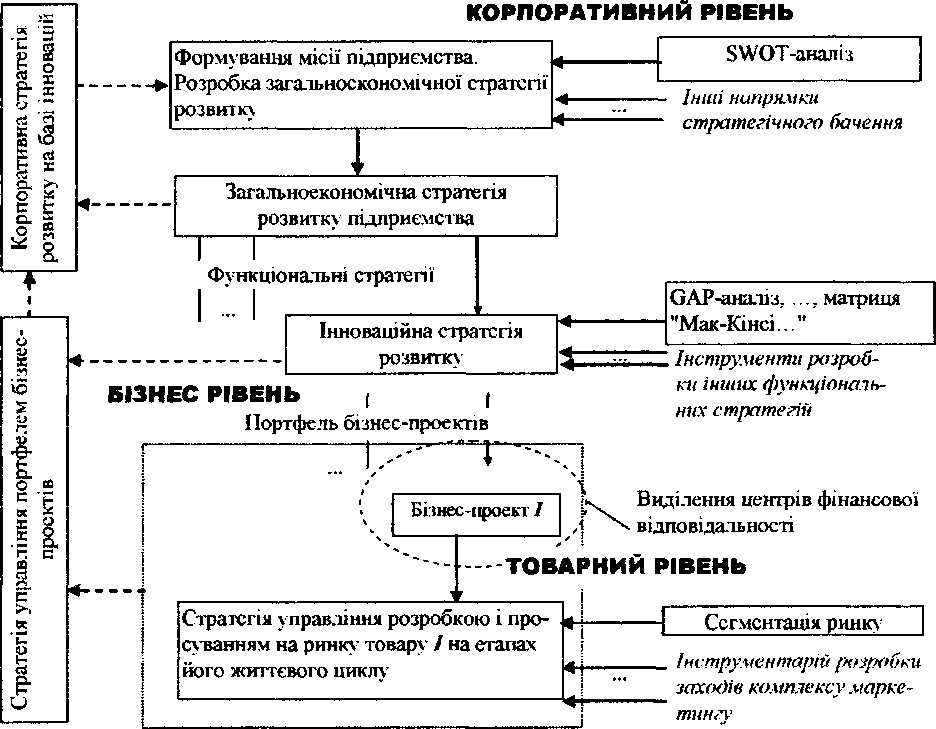 КОРПОРАТИВНИЙ РІВЕНЬ
Корпоративна стратегія
розвитку на базі інновацій
Формування місії підприємства.
Розробка загальноекономічної стратегії
розвитку
SWOT-аналіз
...
Інші напрямки
стратегічного бачення
Загальноекономічна стратегія
розвитку підприємства
Функціональні стратегії
...
GAP-аналіз, …, матриця
"Мак-Кінсі…"
Інноваційна стратегія
розвитку
...
Інструменти розроб-
ки інших функціональ-
них стратегій
БІЗНЕС РІВЕНЬ
Стратегія управління портфелем бізнес-
проєктів
Портфель бізнес-проектів
...
Бізнес-проект I
Виділення центрів фінансової
відповідальності
ТОВАРНИЙ РІВЕНЬ
Стратегія управління розробкою і про-
суванням на ринку товару I на етапах
його життєвого циклу
Сегментація ринку
...
Інструментарій розробки
заходів комплексу марке-
тингу